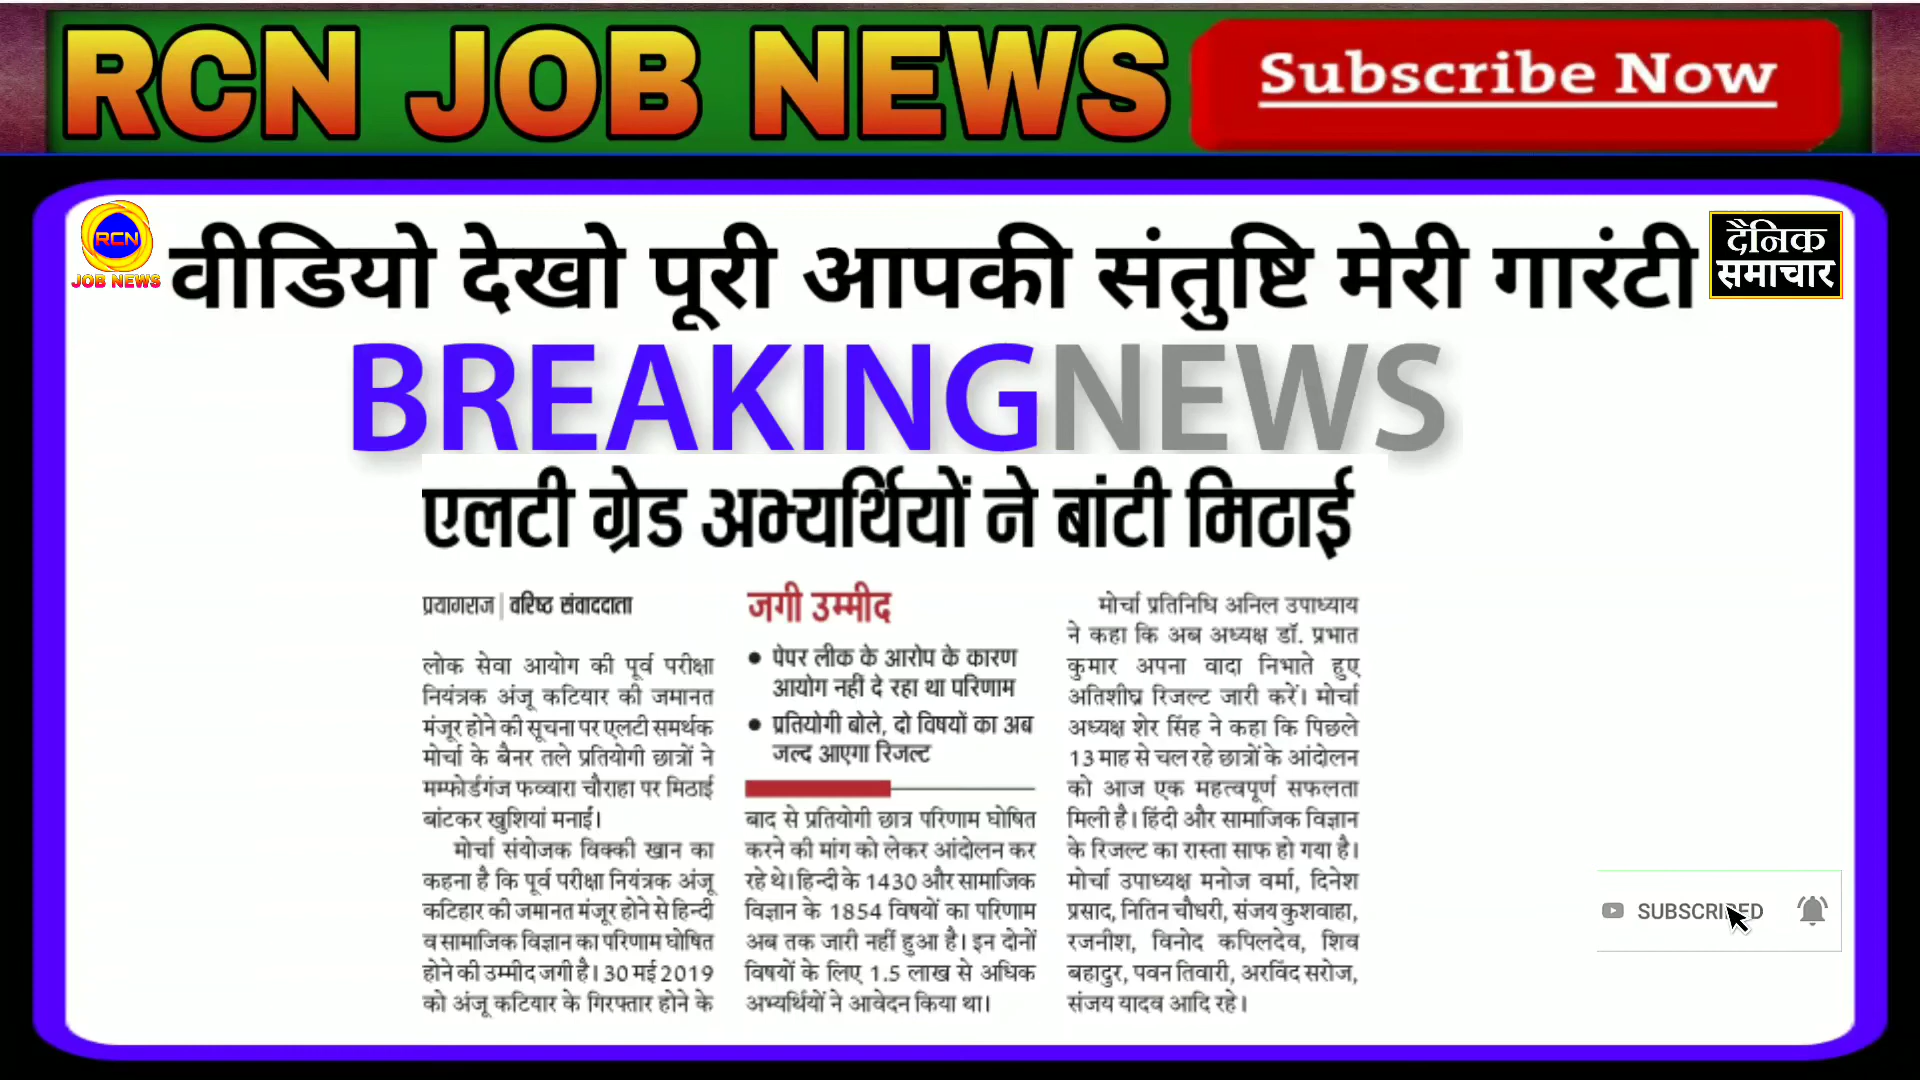 RCN JOB NEWS
Subscribe Now
RCN
JOB NEWS
वीडियो देखो पूरी आपकी संतुष्टि मेरी गारंटी
दैनिक
समाचार
BREAKINGNEWS
एलटी ग्रेड अभ्यर्थियों ने बांटी मिठाई
प्रयागराज | वरिष्ठ संवाददाता
लोक सेवा आयोग की पूर्व परीक्षा
नियंत्रक अंजू कटियार की जमानत
मंजूर होने की सूचना पर एलटी समर्थक
मोर्चा के बैनर तले प्रतियोगी छात्रों ने
मम्फोर्डगंज फव्वारा चौराहा पर मिठाई
बांटकर खुशियां मनाईं।
मोर्चा संयोजक विक्की खान का
कहना है कि पूर्व परीक्षा नियंत्रक अंजू
कटिहार की जमानत मंजूर होने से हिन्दी
व सामाजिक विज्ञान का परिणाम घोषित
होने की उम्मीद जगी है। 30 मई 2019
को अंजू कटियार के गिरफ्तार होने के
जगी उम्मीद
● पेपर लीक के आरोप के कारण
आयोग नहीं दे रहा था परिणाम
● प्रतियोगी बोले, दो विषयों का अब
जल्द आएगा रिजल्ट
बाद से प्रतियोगी छात्र परिणाम घोषित
करने की मांग को लेकर आंदोलन कर
रहे थे। हिन्दी के 1430 और सामाजिक
विज्ञान के 1854 विषयों का परिणाम
अब तक जारी नहीं हुआ है। इन दोनों
विषयों के लिए 1.5 लाख से अधिक
अभ्यर्थियों ने आवेदन किया था।
मोर्चा प्रतिनिधि अनिल उपाध्याय
ने कहा कि अब अध्यक्ष डॉ. प्रभात
कुमार अपना वादा निभाते हुए
अतिशीघ्र रिजल्ट जारी करें। मोर्चा
अध्यक्ष शेर सिंह ने कहा कि पिछले
13 माह से चल रहे छात्रों के आंदोलन
को आज एक महत्वपूर्ण सफलता
मिली है। हिंदी और सामाजिक विज्ञान
के रिजल्ट का रास्ता साफ हो गया है।
मोर्चा उपाध्यक्ष मनोज वर्मा, दिनेश
प्रसाद, नितिन चौधरी, संजय कुशवाहा,
रजनीश, विनोद कपिलदेव, शिव
बहादुर, पवन तिवारी, अरविंद सरोज,
संजय यादव आदि रहे।
SUBSCRIBED